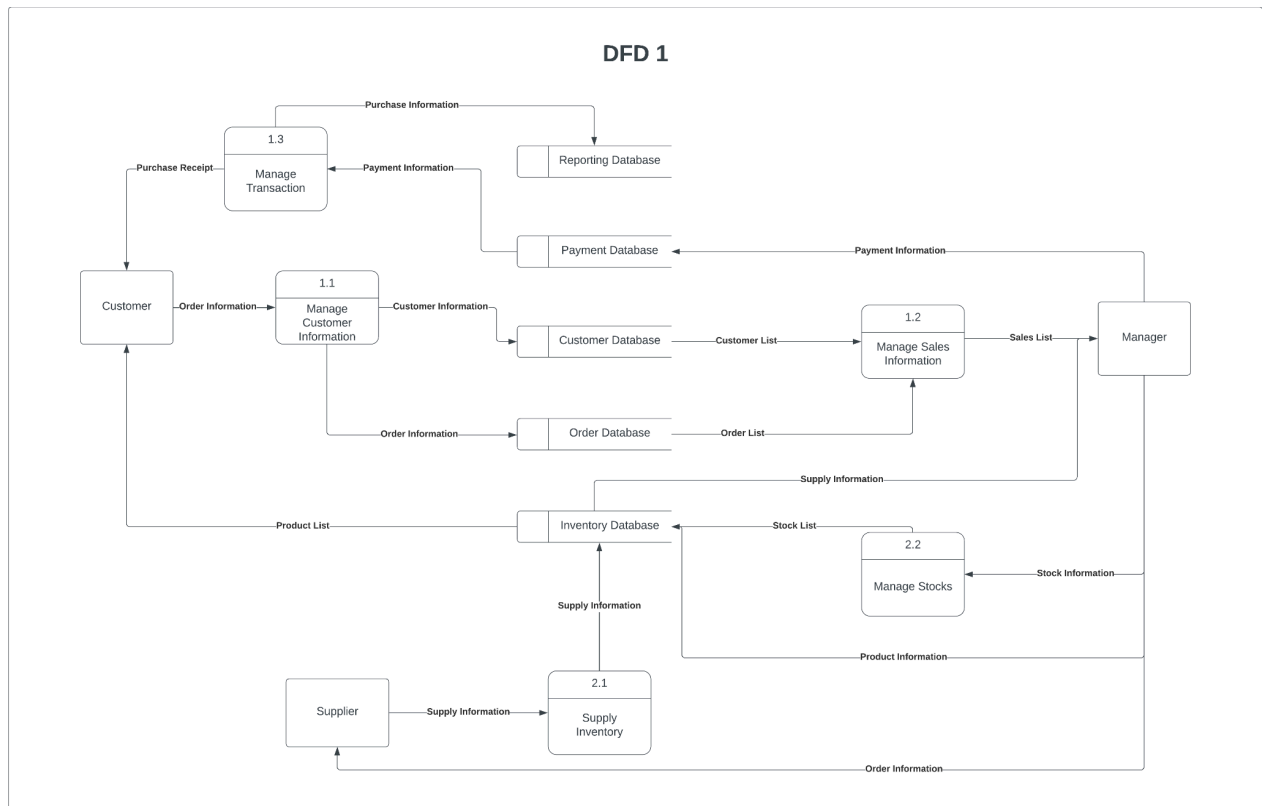 DFD 1
Purchase Information
1.3
Manage
Transaction
Reporting Database
Purchase Receipt
Payment Information
Payment Database
Payment Information
Customer
Order Information
1.1
Manage
Customer
Information
Customer Information
Customer Database
Customer List
1.2
Manage Sales
Information
Sales List
Manager
Order Information
Order Database
Order List
Supply Information
Product List
Inventory Database
Stock List
2.2
Manage Stocks
Stock Information
Supply Information
Product Information
Supplier
Supply Information
2.1
Supply
Inventory
Order Information